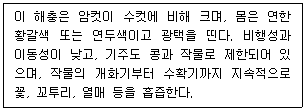 이 해충은 암컷이 수컷에 비해 크며, 몸은 연한
황갈색 또는 연두색이고 광택을 띤다. 비행성과
이동성이 낮고, 기주도 콩과 작물로 제한되어 있
으며, 작물의 개화기부터 수확기까지 지속적으로
꽃, 꼬투리, 열매 등을 흡즙한다.